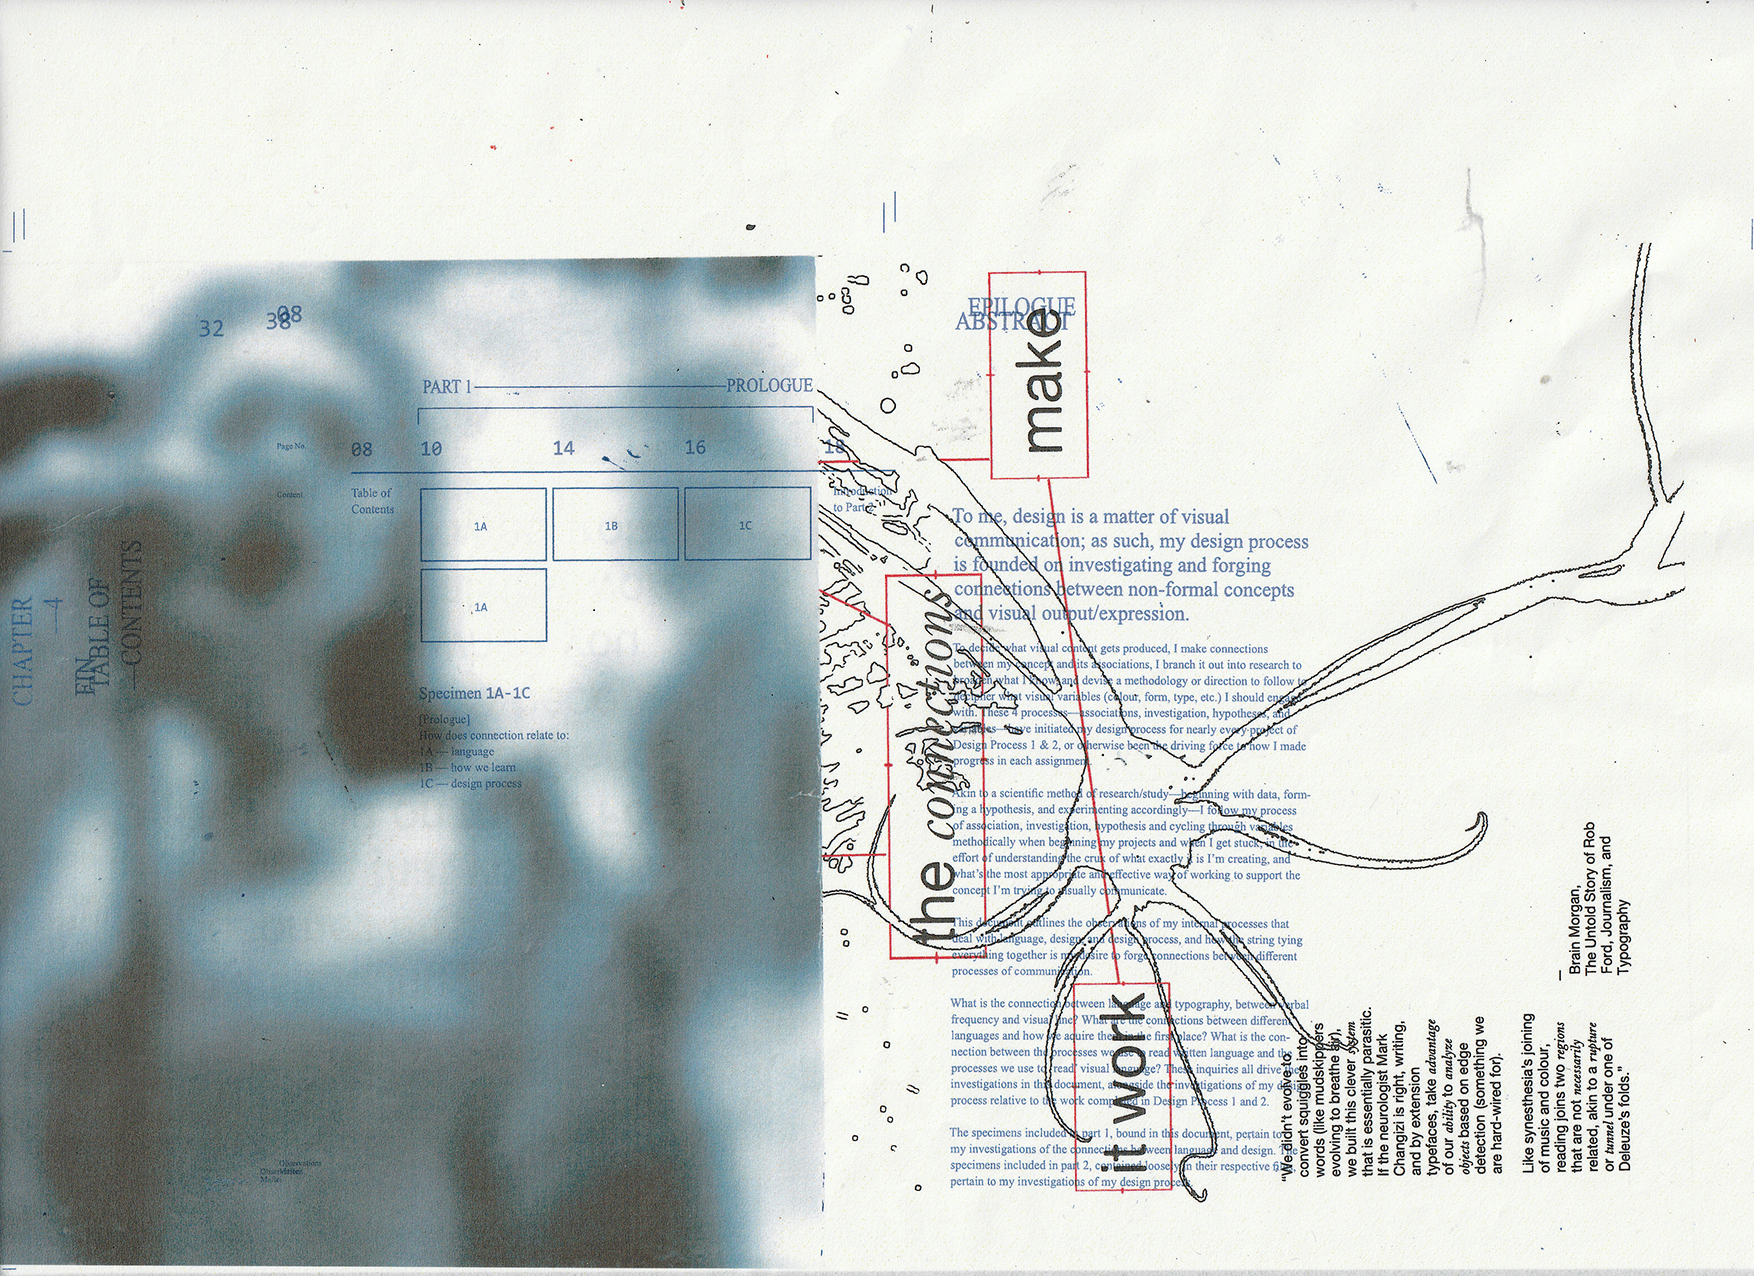 32
38
08
CHAPTER
4
FIN
TABLE OF
CONTENTS
PART 1
PROLOGUE
Page No.
08
10
14
16
18
Content
Table of
Contents
1A
1B
1C
Introduction
to Part 2
1A
Specimen 1A-1C
[Prologue]
How does connection relate to:
1A — language
1B — how we learn
1C — design process
Observations
Matter
EPILOGUE
ABSTRACT
make
the connections
it work
To me, design is a matter of visual
communication; as such, my design process
is founded on investigating and forging
connections between non-formal concepts
and visual output/expression.
To decide what visual content gets produced, I make connections
between my concept and its associations, I branch it out into research to
broaden what I know, and devise a methodology or direction to follow to
decipher what visual variables (colour, form, type, etc.) I should engage
with. These 4 processes—associations, investigation, hypotheses, and
variables—have initiated my design process for nearly every project of
Design Process 1 & 2, or otherwise been the driving force to how I made
progress in each assignment.
Akin to a scientific method of research/study—beginning with data, form-
ing a hypothesis, and experimenting accordingly—I follow my process
of association, investigation, hypothesis and cycling through variables
methodically when beginning my projects and when I get stuck, in the
effort of understanding the crux of what exactly it is I'm creating, and
what's the most appropriate and effective way of working to support the
concept I'm trying to visually communicate.
This document outlines the observations of my internal processes that
deal with language, design, and design process, and how the string tying
everything together is my desire to forge connections between different
processes of communication.
What is the connection between language and typography, between verbal
frequency and visual line? What are the connections between different
languages and how we aquire them in the first place? What is the con-
nection between the processes we use to read written language and the
processes we use to 'read' visual language? These inquiries all drive the
investigations in this document, alongside the investigations of my design
process relative to the work completed in Design Process 1 and 2.
The specimens included in part 1, bound in this document, pertain to
my investigations of the connections between language and design. The
specimens included in part 2, contained loosely in their respective
pertain to my investigations of my design process.
“We didn't evolve to
convert squiggles into
words (like mudskippers
evolving to breathe air),
we built this clever system
that is essentially parasitic.
If the neurologist Mark
Changizi is right, writing,
and by extension
typefaces, take advantage
of our ability to analyze
objects based on edge
detection (something we
are hard-wired for).
Like synesthesia's joining
of music and colour,
reading joins two regions
that are not necessarily
related, akin to a rupture
or tunnel under one of
Deleuze's folds.”
—
Brain Morgan,
The Untold Story of Rob
Ford, Journalism, and
Typography